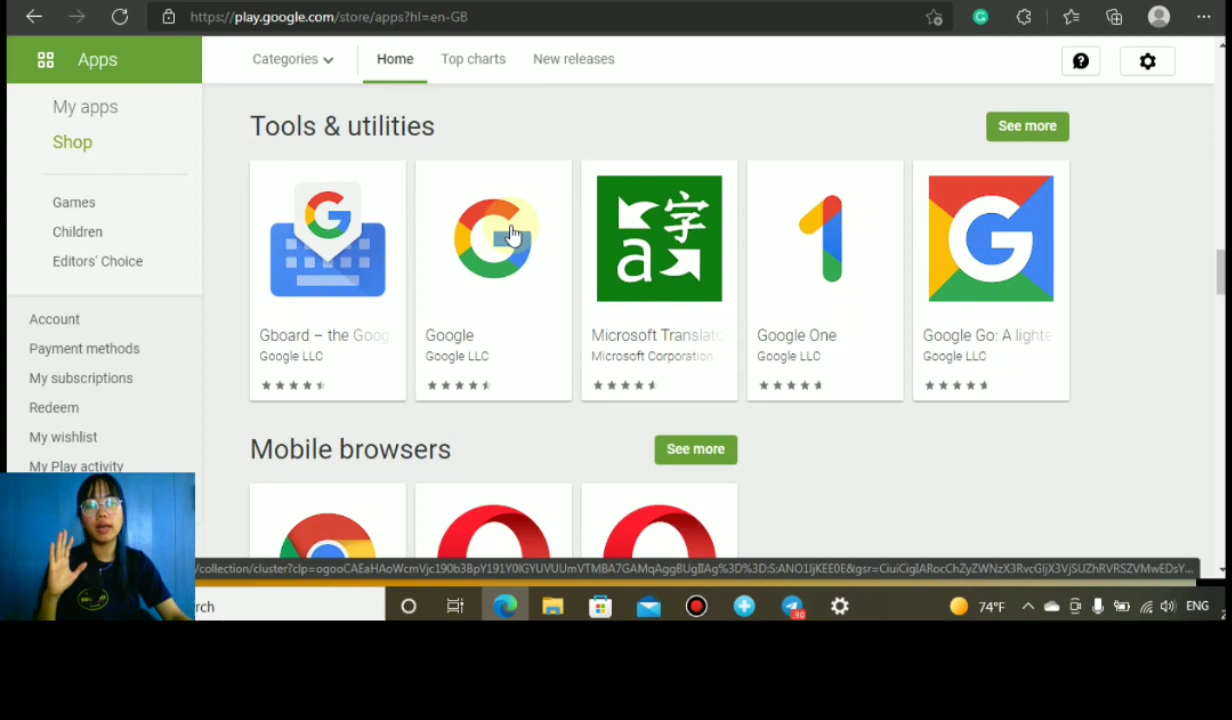 https://play.google.com/store/apps?hl=en-GB
Apps
Categories
Home
Top charts
New releases
My apps
Shop
Games
Children
Editors' Choice
Account
Payment methods
My subscriptions
Redeem
My wishlist
My Play activity
Tools & utilities
See more
字
a
Gboard – the Goog
Google LLC
Google
Google LLC
Microsoft Translato
Microsoft Corporation
Google One
Google LLC
Google Go: A lighte
Google LLC
Mobile browsers
See more
rch
74°F
ENG